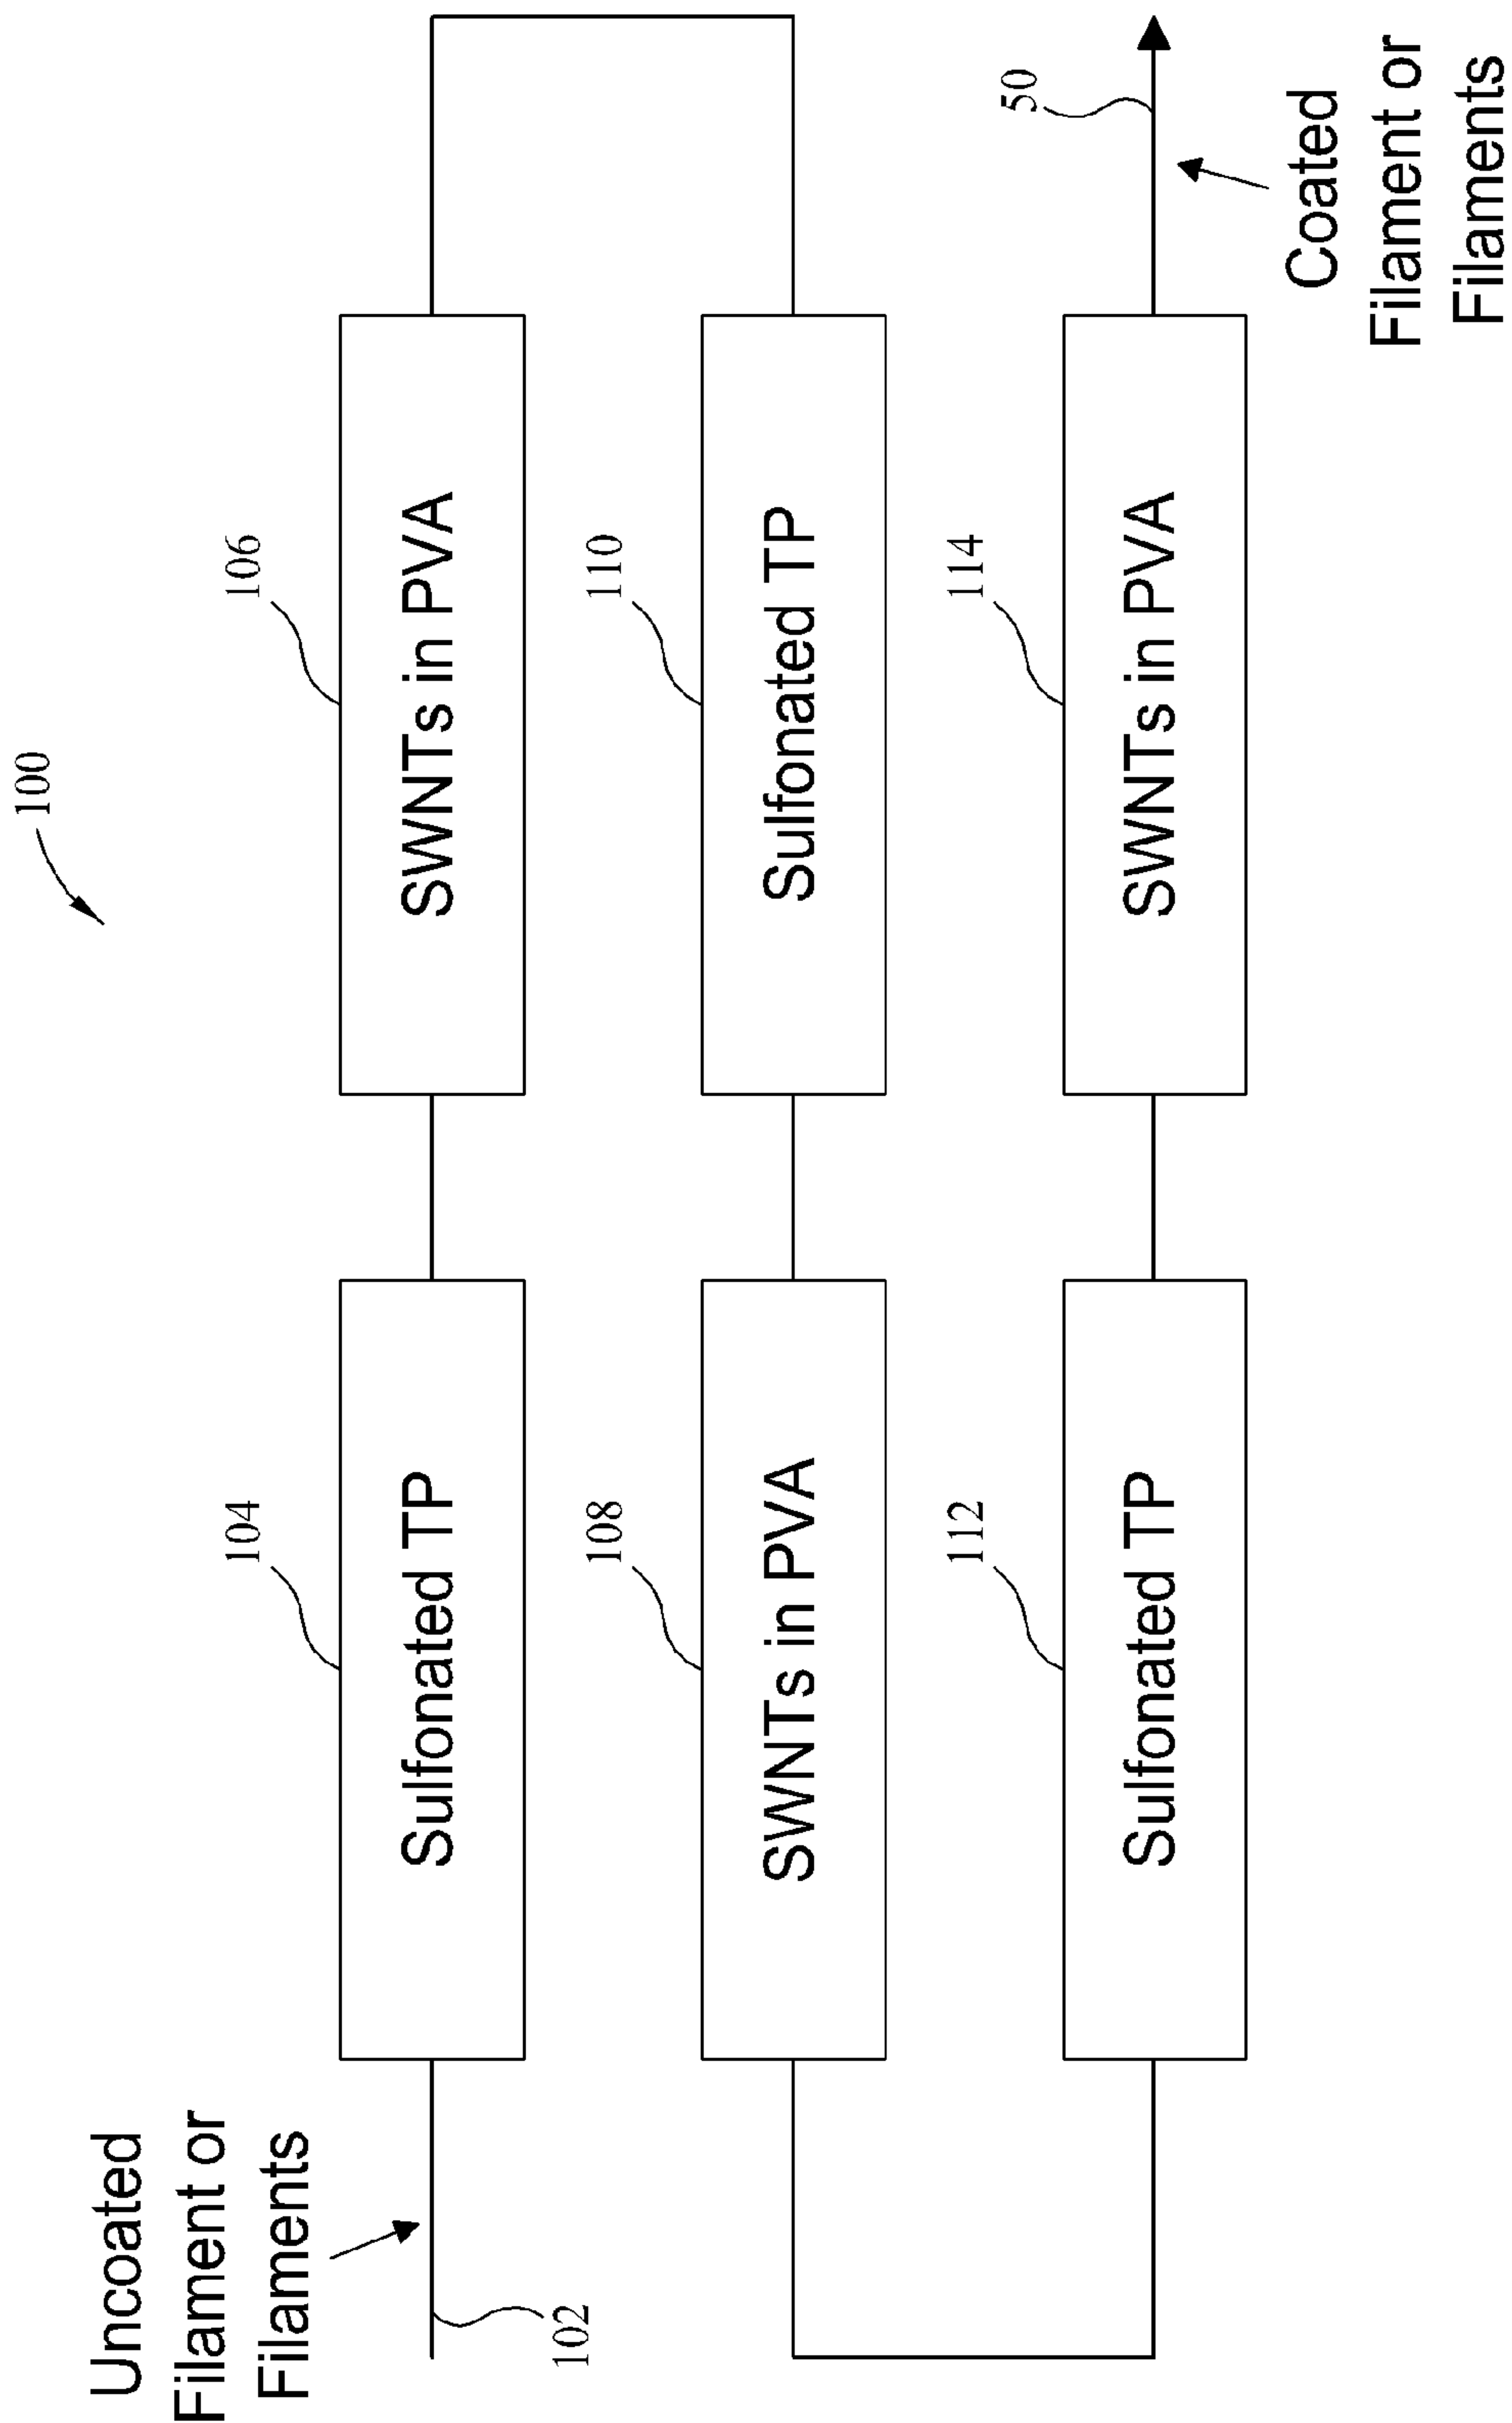 100
Uncoated
Filament or
Filaments
102
104
Sulfonated TP
106
SWNTs in PVA
108
SWNTs in PVA
110
Sulfonated TP
112
Sulfonated TP
114
SWNTs in PVA
50
Coated
Filament or
Filaments